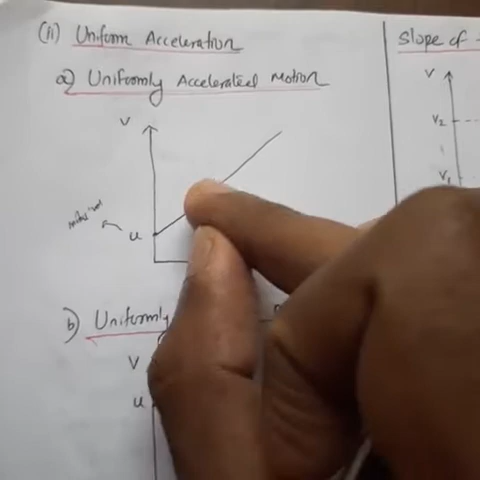 (ii) Uniform Acceleration
a) Uniformly Accelerated Motion
V
u
b) Uniformly
V
u
Slope of
V
V2
V1